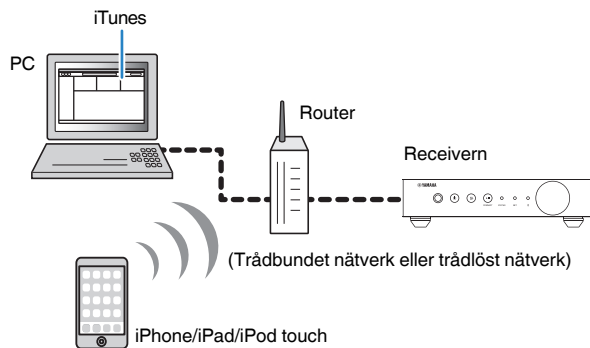 iTunes
PC
Router
Receivern
YAMAHA
(Trådbundet nätverk eller trådlöst nätverk)
iPhone/iPad/iPod touch